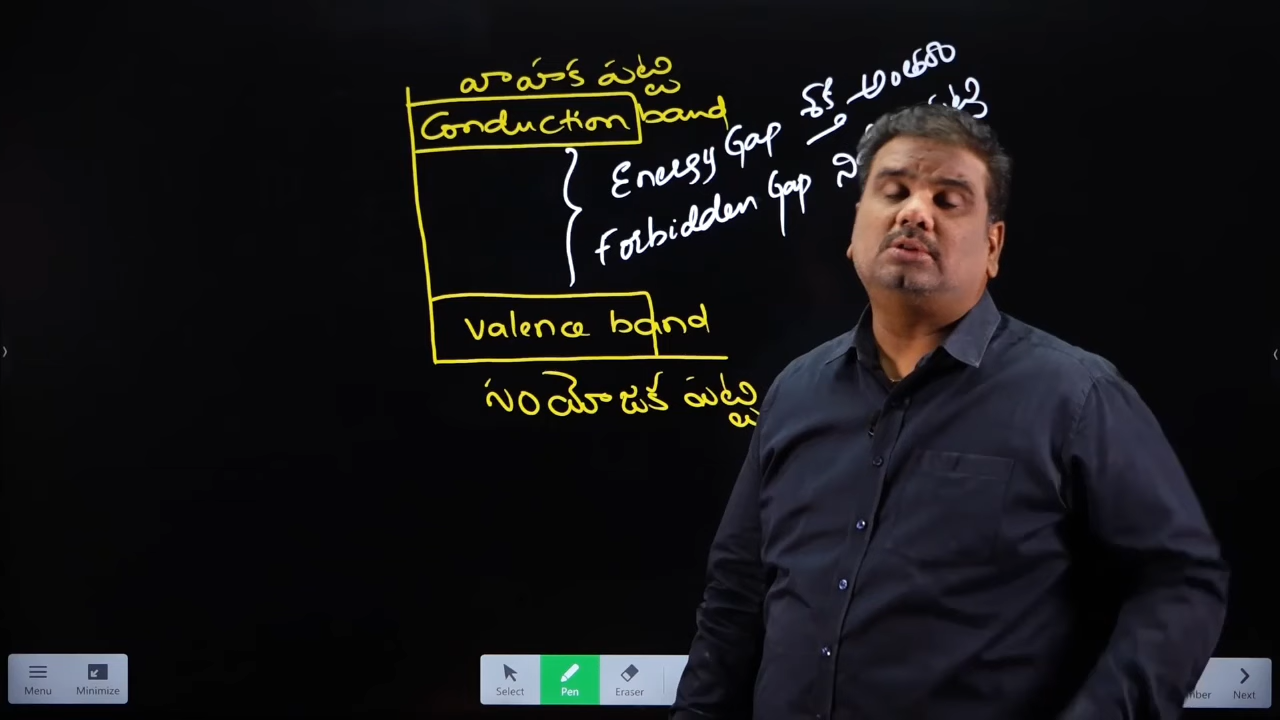 వాహక పట్టి
Conduction band
Energy Gap → శక్తి అంతరం
Forbidden Gap
valence band
సంయోజక పట్టి
Menu
Minimize
Select
Pen
Eraser
Next